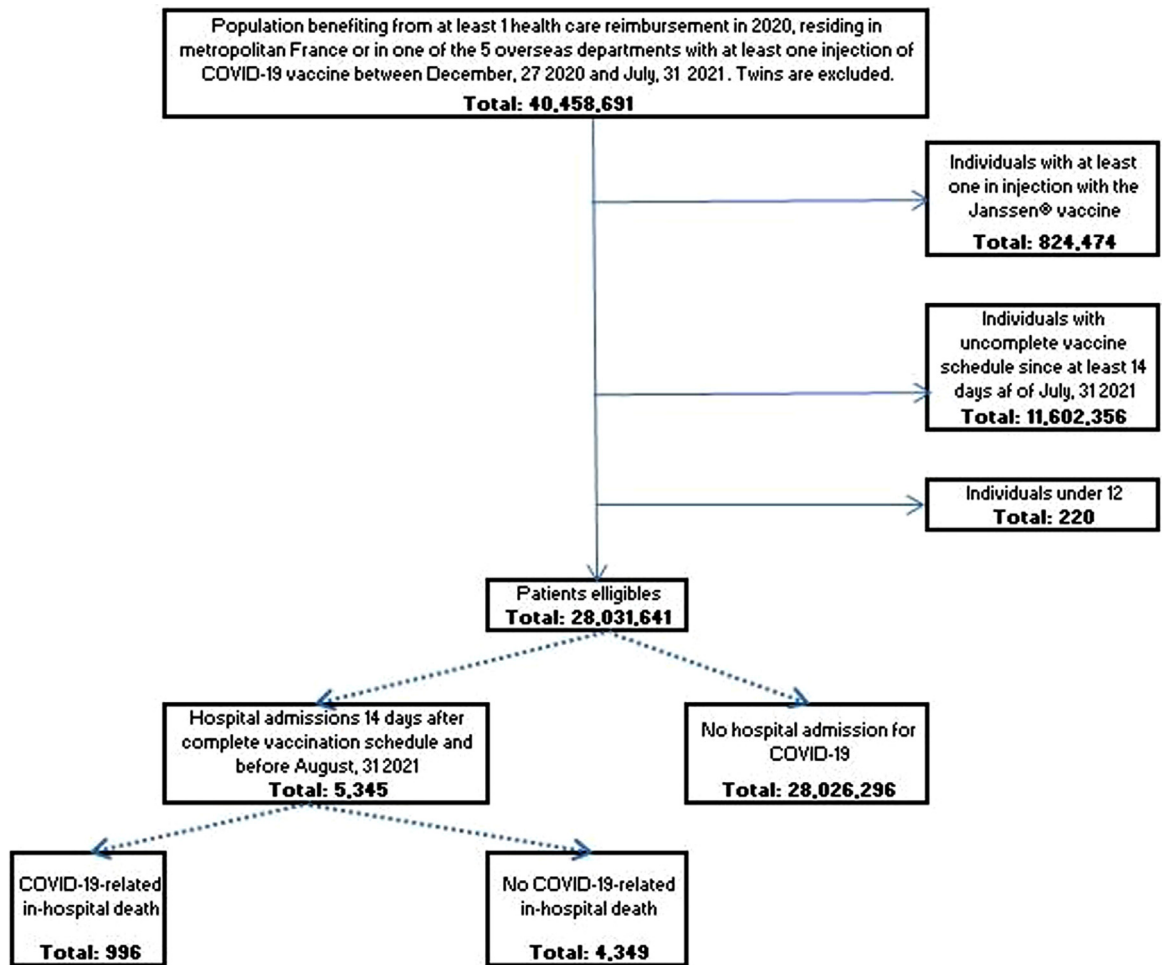 Population benefiting from at least 1 health care reimbursement in 2020, residing in
metropolitan France or in one of the 5 overseas departments with at least one injection of
COVID-19 vaccine between December, 27 2020 and July, 31 2021. Twins are excluded.
Total: 40,458,691
Individuals with at least
one in injection with the
Janssen® vaccine
Total: 824,474
Individuals with
uncomplete vaccine
schedule since at least 14
days af of July, 31 2021
Total: 11,602,356
Individuals under 12
Total: 220
Patients elligibles
Total: 28,031,641
Hospital admissions 14 days after
complete vaccination schedule and
before August, 31 2021
Total: 5,345
No hospital admission for
COVID-19
Total: 28,026,296
COVID-19-related
in-hospital death
Total: 996
No COVID-19-related
in-hospital death
Total: 4,349